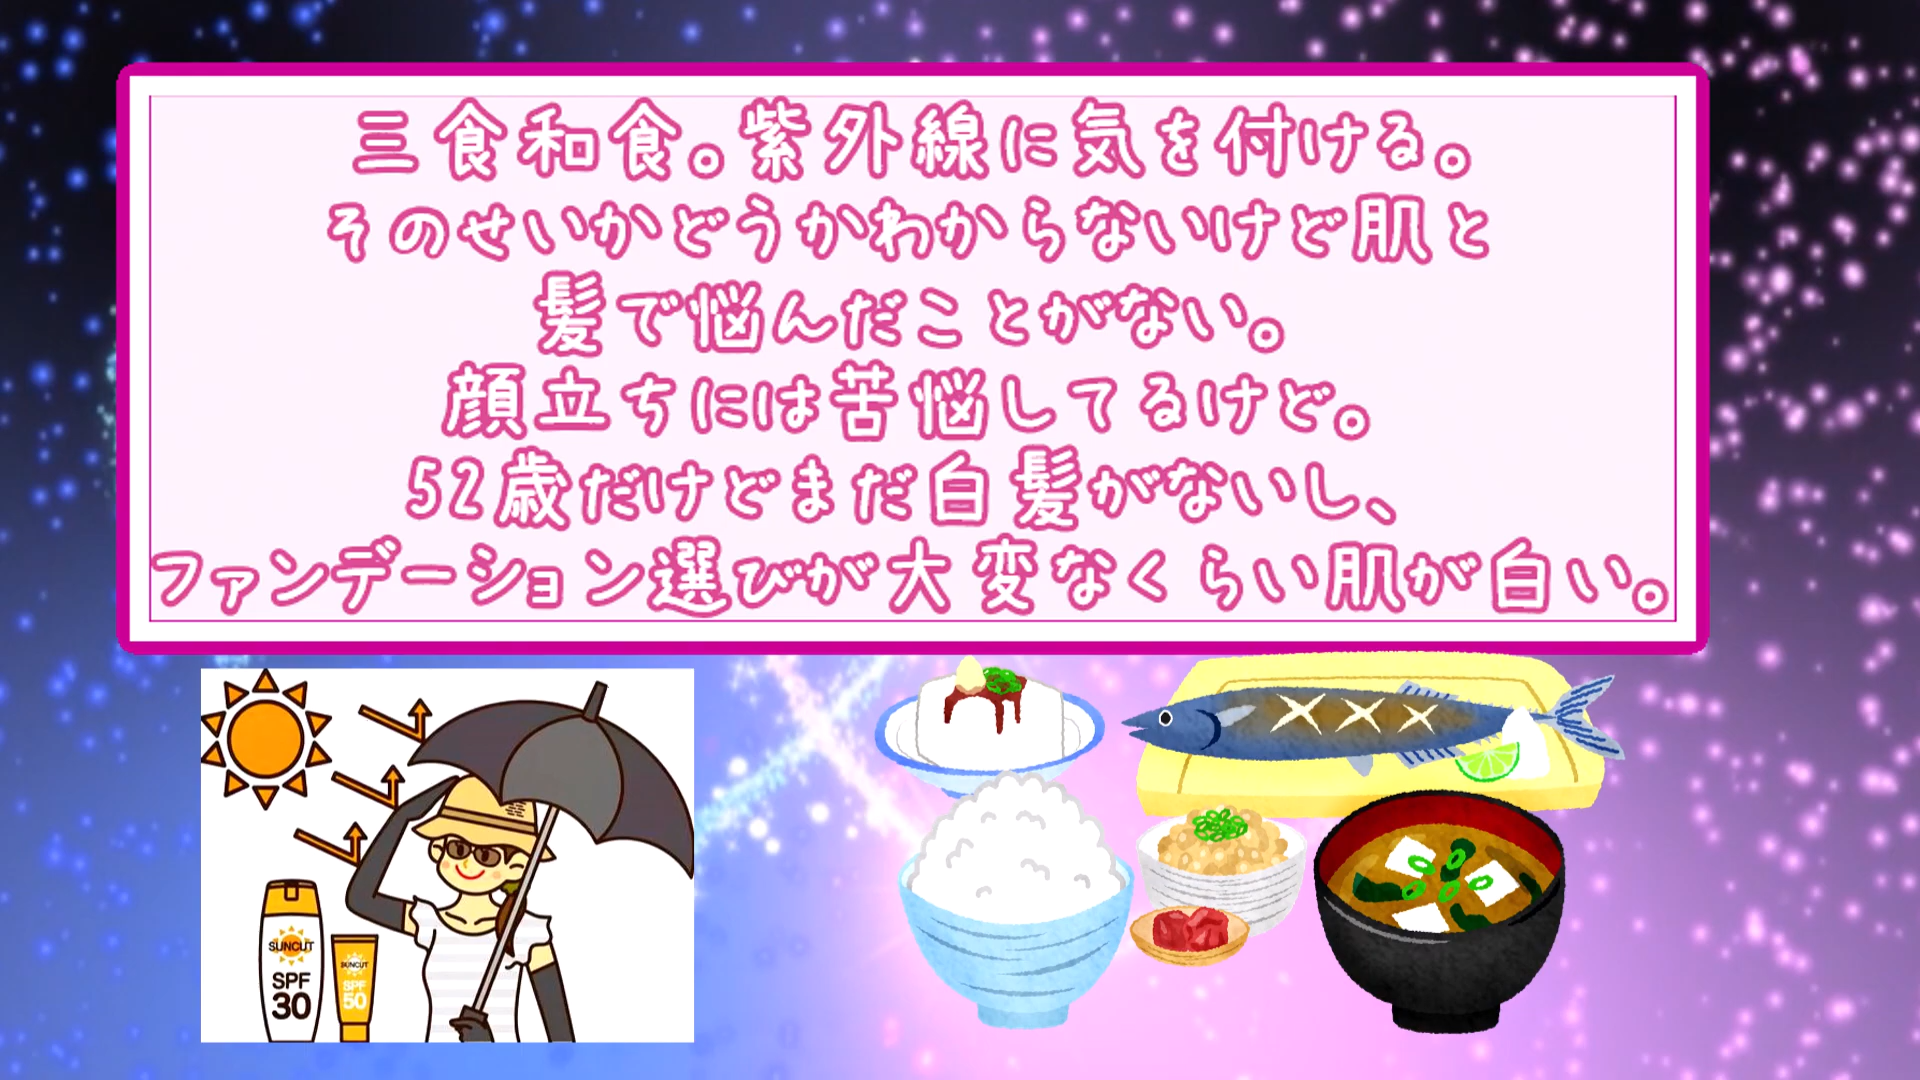 三食和食。紫外線に気を付ける。
そのせいかどうかわからないけど肌と
髪で悩んだことがない。
顔立ちには苦悩してるけど。
52歳だけどまだ白髪がないし、
ファンデーション選びが大変なくらい肌が白い。
SUNCUT
SPF
30
SUNCUT
SPF
50